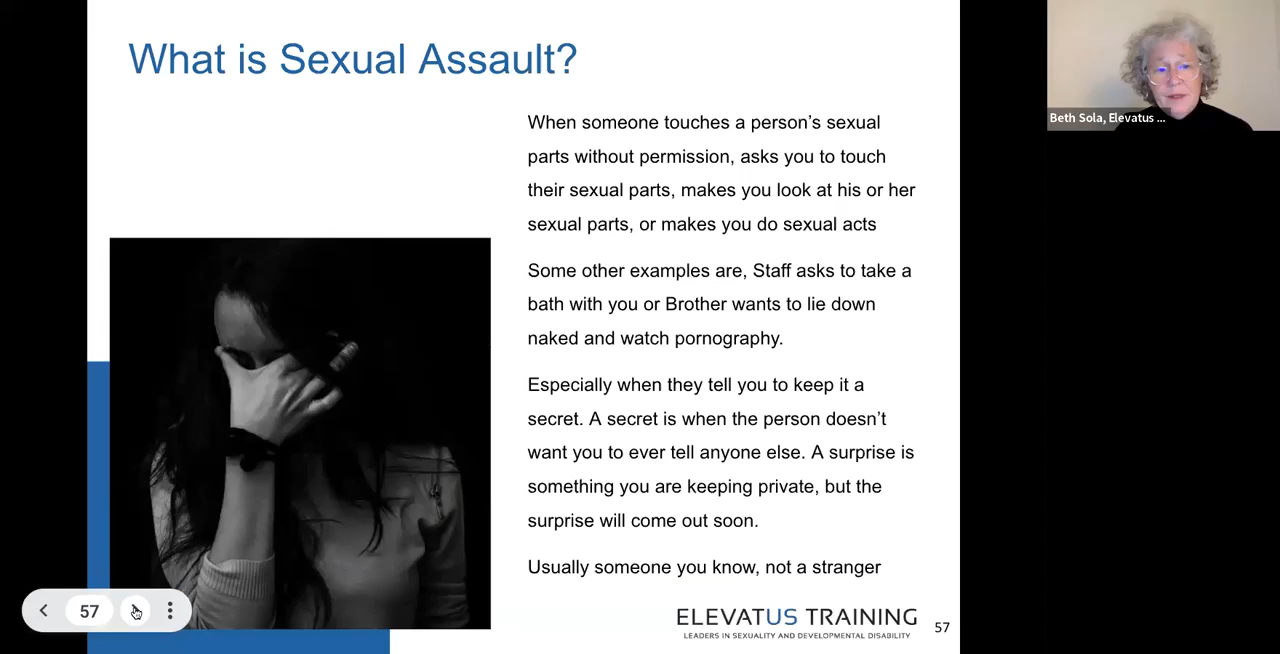 What is Sexual Assault?
When someone touches a person’s sexual
parts without permission, asks you to touch
their sexual parts, makes you look at his or her
sexual parts, or makes you do sexual acts
Some other examples are, Staff asks to take a
bath with you or Brother wants to lie down
naked and watch pornography.
Especially when they tell you to keep it a
secret. A secret is when the person doesn’t
want you to ever tell anyone else. A surprise is
something you are keeping private, but the
surprise will come out soon.
Usually someone you know, not a stranger
ELEVATUS TRAINING
LEADERS IN SEXUALITY AND DEVELOPMENTAL DISABILITY
57
57
Beth Sola, Elevatus ...